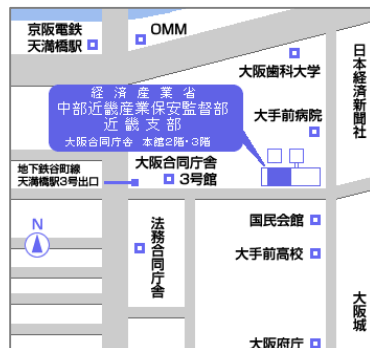 京阪電鉄
天満橋駅
OMM
大阪歯科大学
日本経済新聞社
経済産業省
中部近畿産業保安監督部
近畿支部
大阪合同庁舎 本館2階・3階
大手前病院
地下鉄谷町線
天満橋駅3号出口
大阪合同庁舎
3号館
N
法務合同庁舎
国民会館
大手前高校
大阪城
大阪府庁